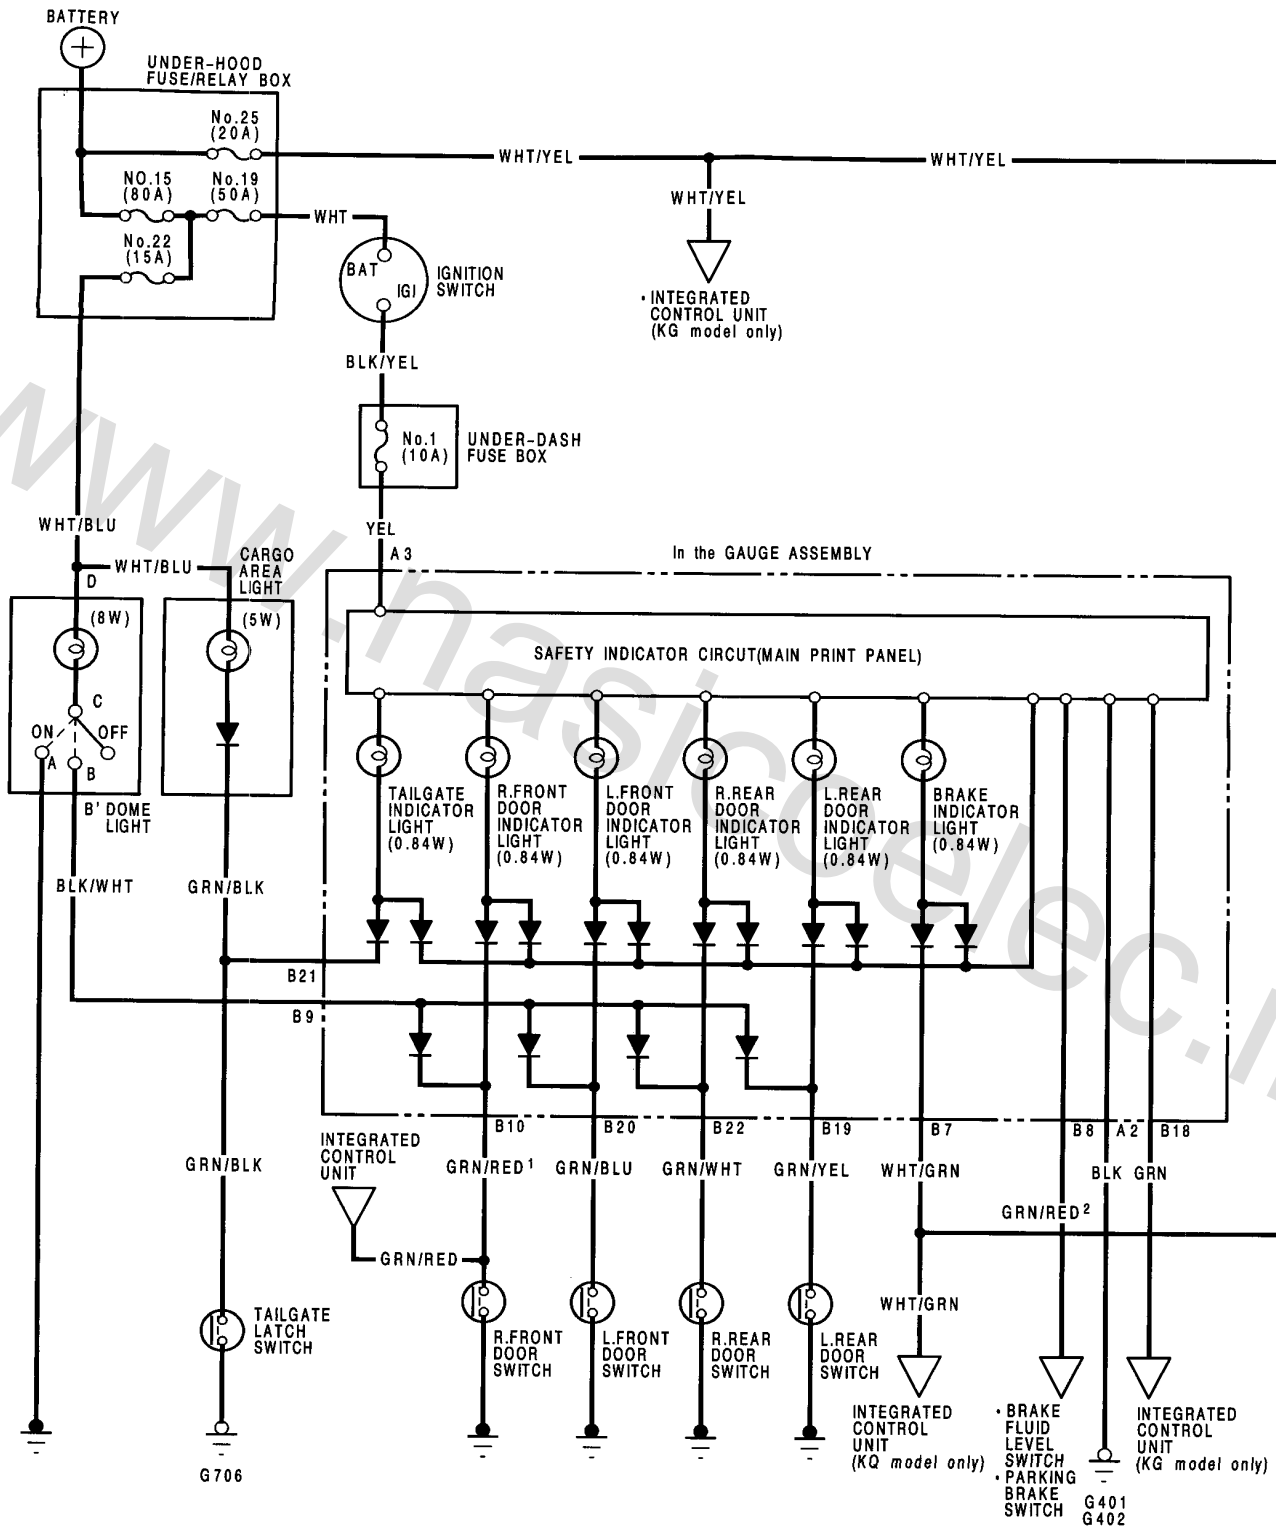 BATTERY
UNDER-HOOD
FUSE/RELAY BOX
No.25
(20A)
WHT/YEL
WHT/YEL
NO.15
(80A)
No.19
(50A)
WHT
WHT/YEL
No.22
(15A)
BAT
IGI
IGNITION
SWITCH
• INTEGRATED
CONTROL UNIT
(KG model only)
BLK/YEL
No.1
(10A)
UNDER-DASH
FUSE BOX
WHT/BLU
YEL
A3
In the GAUGE ASSEMBLY
D
WHT/BLU
CARGO
AREA
LIGHT
(8W)
(5W)
SAFETY INDICATOR CIRCUT(MAIN PRINT PANEL)
C
ON
OFF
A
B
B' DOME
LIGHT
TAILGATE
INDICATOR
LIGHT
(0.84W)
R.FRONT
DOOR
INDICATOR
LIGHT
(0.84W)
L.FRONT
DOOR
INDICATOR
LIGHT
(0.84W)
R.REAR
DOOR
INDICATOR
LIGHT
(0.84W)
L.REAR
DOOR
INDICATOR
LIGHT
(0.84W)
BRAKE
INDICATOR
LIGHT
(0.84W)
BLK/WHT
GRN/BLK
B21
B9
B10
B20
B22
B19
B7
B8
A2
B18
INTEGRATED
CONTROL
UNIT
GRN/BLK
GRN/RED1
GRN/BLU
GRN/WHT
GRN/YEL
WHT/GRN
BLK
GRN
GRN/RED2
GRN/RED
WHT/GRN
TAILGATE
LATCH
SWITCH
R.FRONT
DOOR
SWITCH
L.FRONT
DOOR
SWITCH
R.REAR
DOOR
SWITCH
L.REAR
DOOR
SWITCH
INTEGRATED
CONTROL
UNIT
(KQ model only)
• BRAKE
FLUID
LEVEL
SWITCH
• PARKING
BRAKE
SWITCH
INTEGRATED
CONTROL
UNIT
(KG model only)
G706
G401
G402
www.nasicoelec.